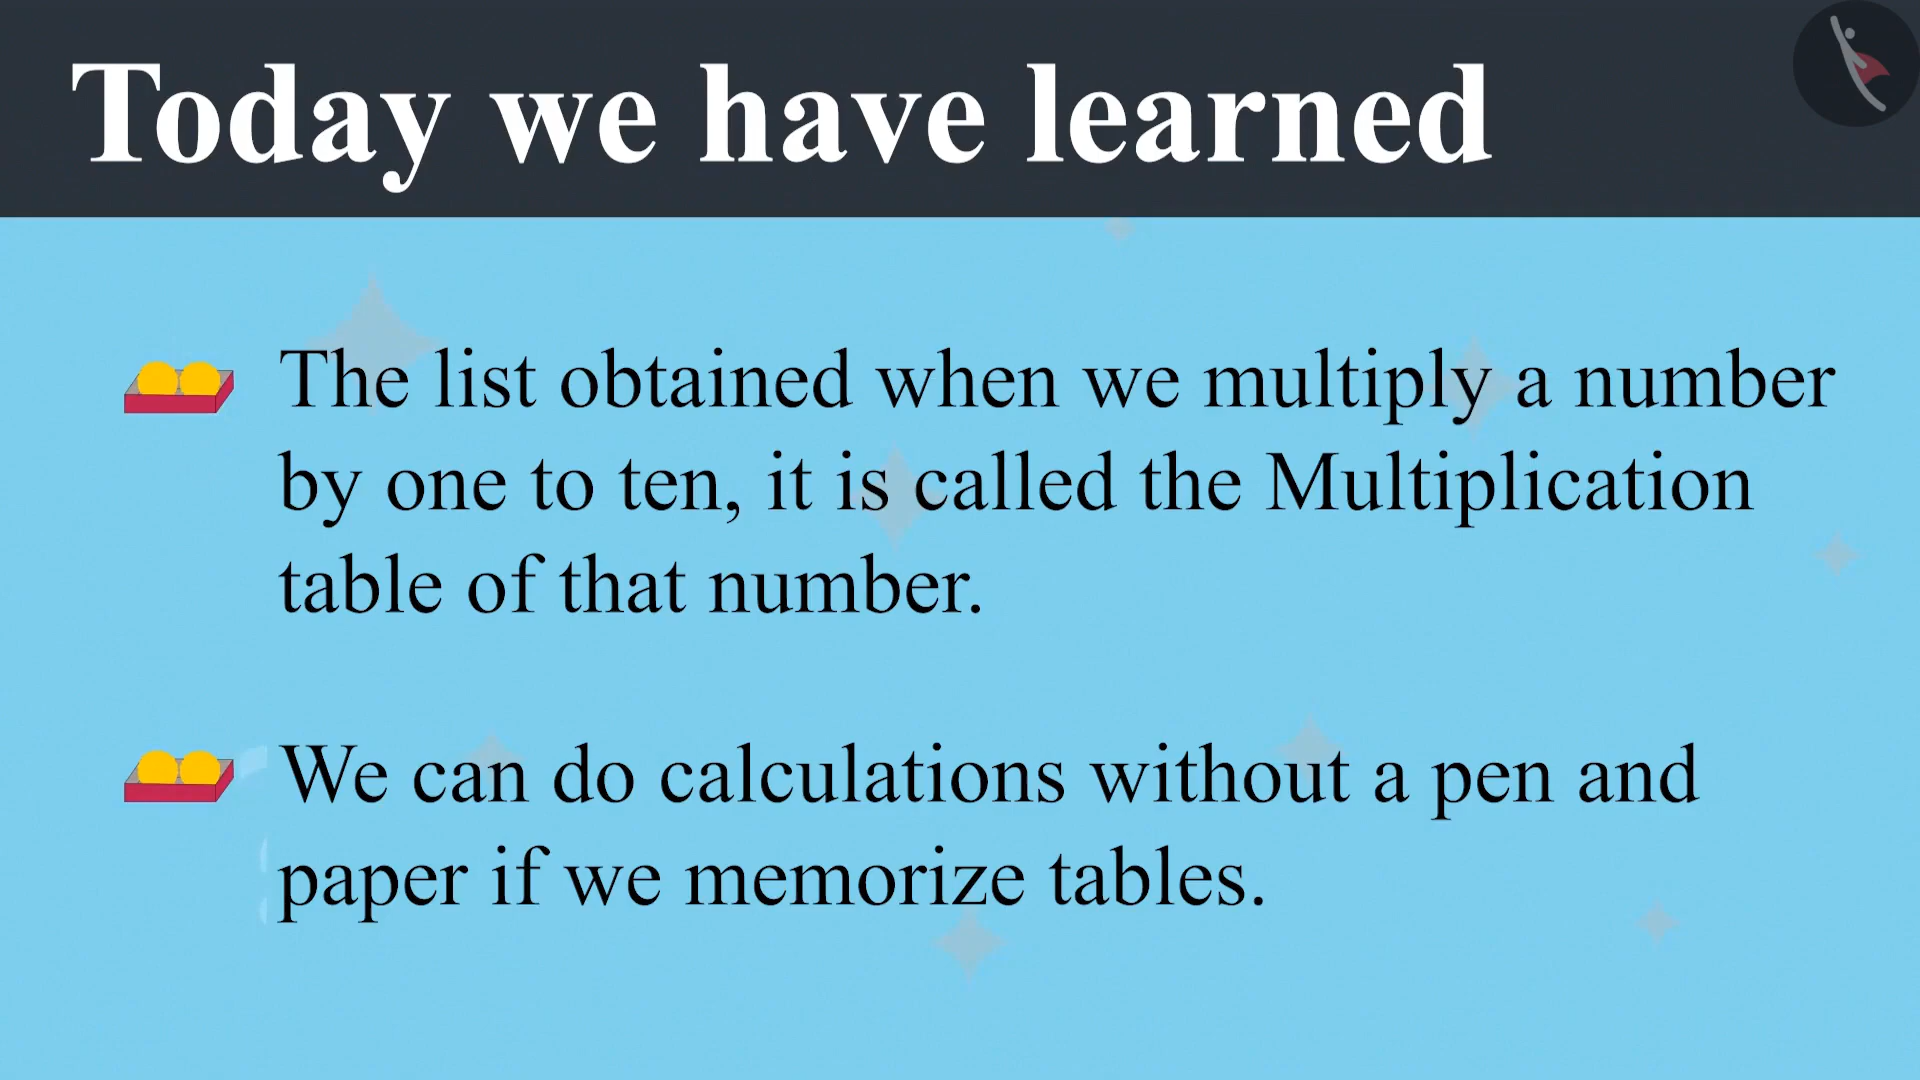 Today we have learned
The list obtained when we multiply a number
by one to ten, it is called the Multiplication
table of that number.
We can do calculations without a pen and
paper if we memorize tables.